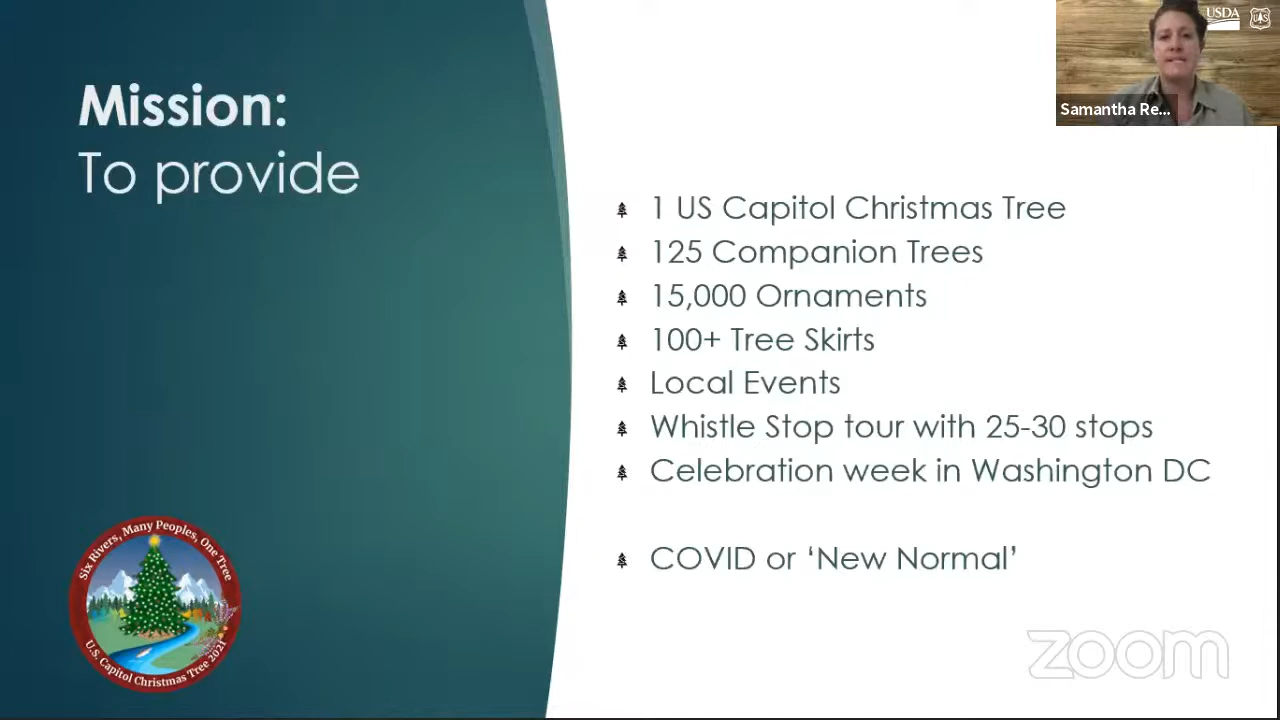 Mission:
To provide
1 US Capitol Christmas Tree
125 Companion Trees
15,000 Ornaments
100+ Tree Skirts
Local Events
Whistle Stop tour with 25-30 stops
Celebration week in Washington DC
COVID or ‘New Normal’
USDA
UAS
Samantha Re...
Six Rivers, Many Peoples, One Tree
U.S. Capitol Christmas Tree 2021
zoom